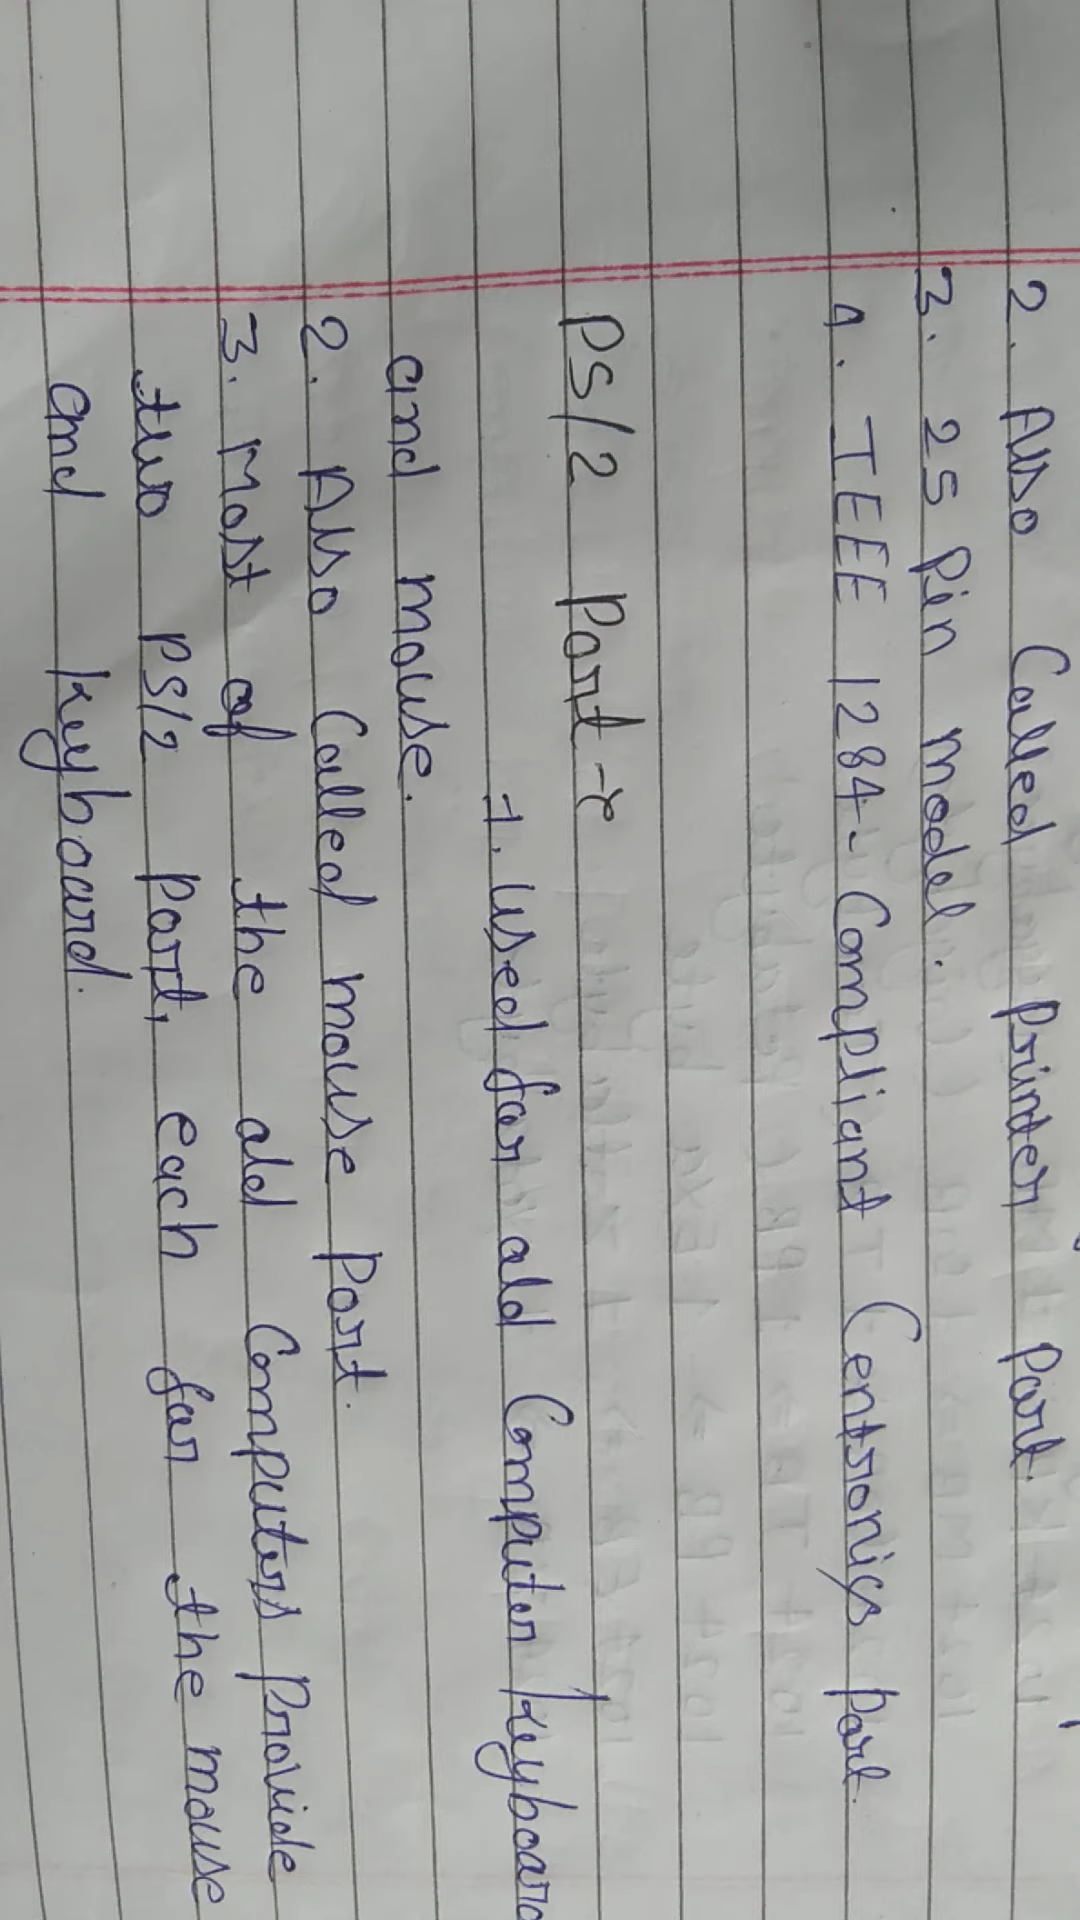 2. Also Called Printer Port.
3. 25 Pin model.
4. IEEE 1284-Compliant Centronics Port.
PS/2 Port -:
1. Used for old Computer keyboard
and mouse.
2. Also Called mouse Port.
3. Most of the old Computers Provide
two PS/2 Port, each for the mouse
and keyboard.